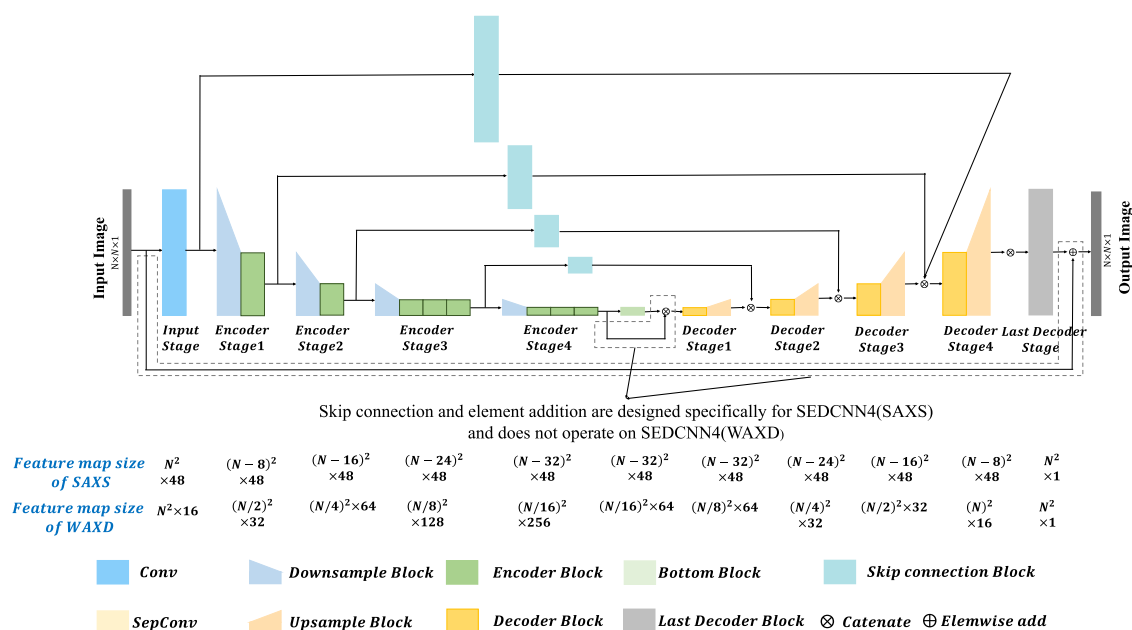 Input Image
N×N×1
Output Image
N×N×1
Input
Stage
Encoder
Stage1
Encoder
Stage2
Encoder
Stage3
Encoder
Stage4
Decoder
Stage1
Decoder
Stage2
Decoder
Stage3
Decoder
Stage4
Last Decoder
Stage
Skip connection and element addition are designed specifically for SEDCNN4(SAXS)
and does not operate on SEDCNN4(WAXD)
Feature map size
of SAXS
N²
×48
(N − 8)²
×48
(N − 16)²
×48
(N − 24)²
×48
(N − 32)²
×48
(N − 32)²
×48
(N − 32)²
×48
(N − 24)²
×48
(N − 16)²
×48
(N − 8)²
×48
N²
×1
Feature map size
of WAXD
N²×16
(N/2)²
×32
(N/4)²×64
(N/8)²
×128
(N/16)²
×256
(N/16)²×64
(N/8)²×64
(N/4)²
×32
(N/2)²×32
(N)²
×16
N²
×1
Conv
Downsample Block
Encoder Block
Bottom Block
Skip connection Block
SepConv
Upsample Block
Decoder Block
Last Decoder Block
⊗ Catenate
⊕ Elemwise add